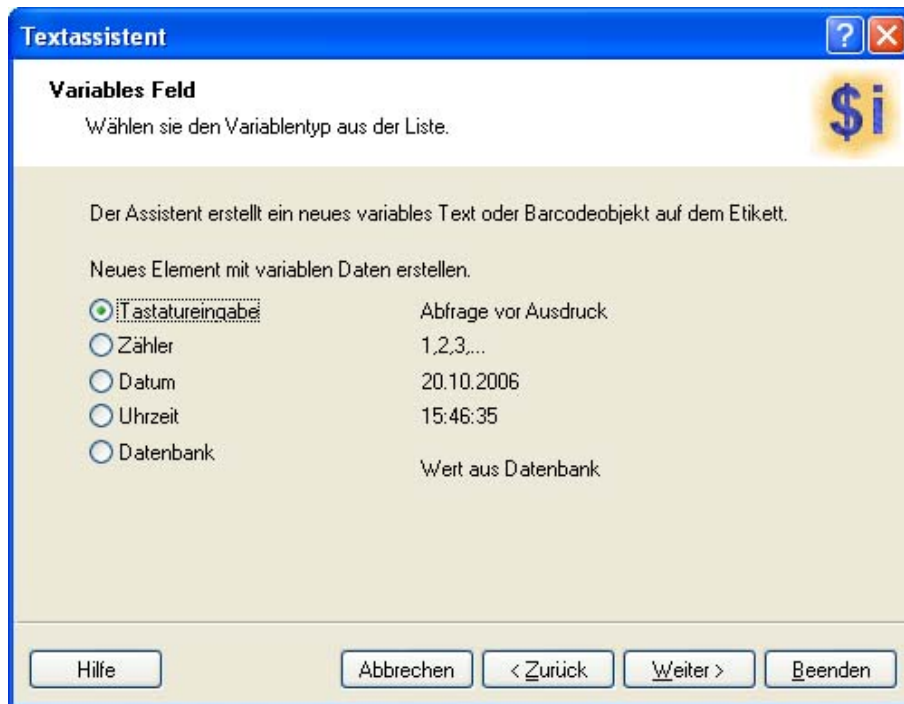 Textassistent
Variables Feld
Wählen sie den Variablentyp aus der Liste.
$i
Der Assistent erstellt ein neues variables Text oder Barcodeobjekt auf dem Etikett.
Neues Element mit variablen Daten erstellen.
Tastatureingabe Abfrage vor Ausdruck
Zähler 1,2,3,...
Datum 20.10.2006
Uhrzeit 15:46:35
Datenbank Wert aus Datenbank
Hilfe Abbrechen < Zurück Weiter > Beenden